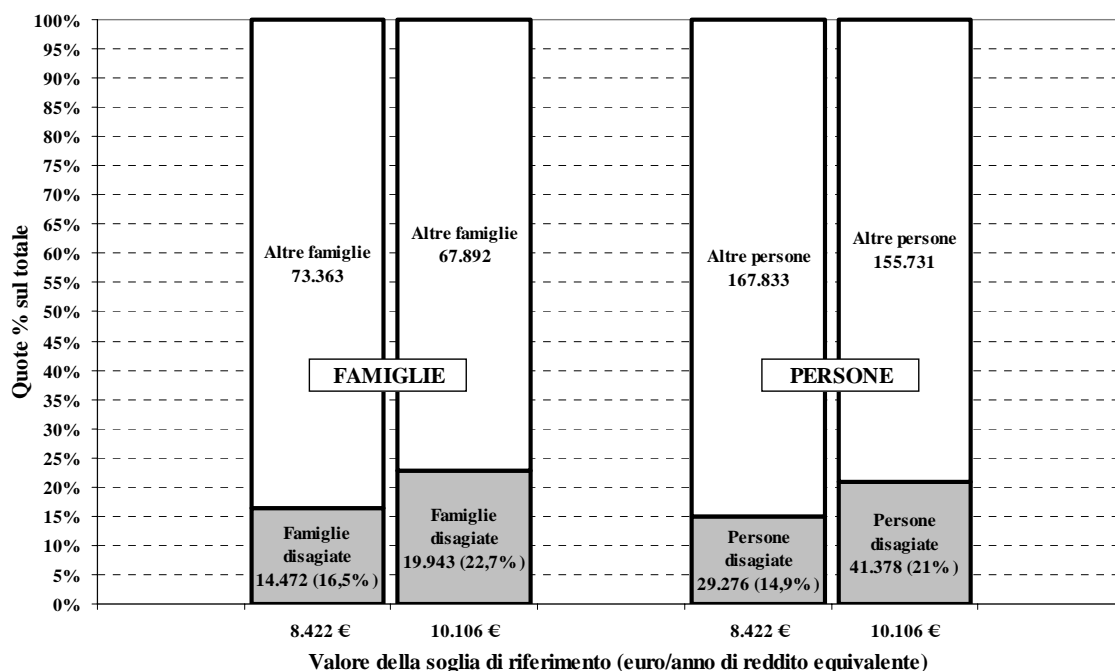 100%
95%
90%
85%
80%
75%
70%
65%
60%
55%
50%
45%
40%
35%
30%
25%
20%
15%
10%
5%
0%
Quote % sul totale
Altre famiglie
73.363
Altre famiglie
67.892
Altre persone
167.833
Altre persone
155.731
FAMIGLIE
PERSONE
Famiglie
disagiate
14.472 (16,5%)
Famiglie
disagiate
19.943 (22,7%)
Persone
disagiate
29.276 (14,9%)
Persone
disagiate
41.378 (21%)
8.422 €
10.106 €
8.422 €
10.106 €
Valore della soglia di riferimento (euro/anno di reddito equivalente)